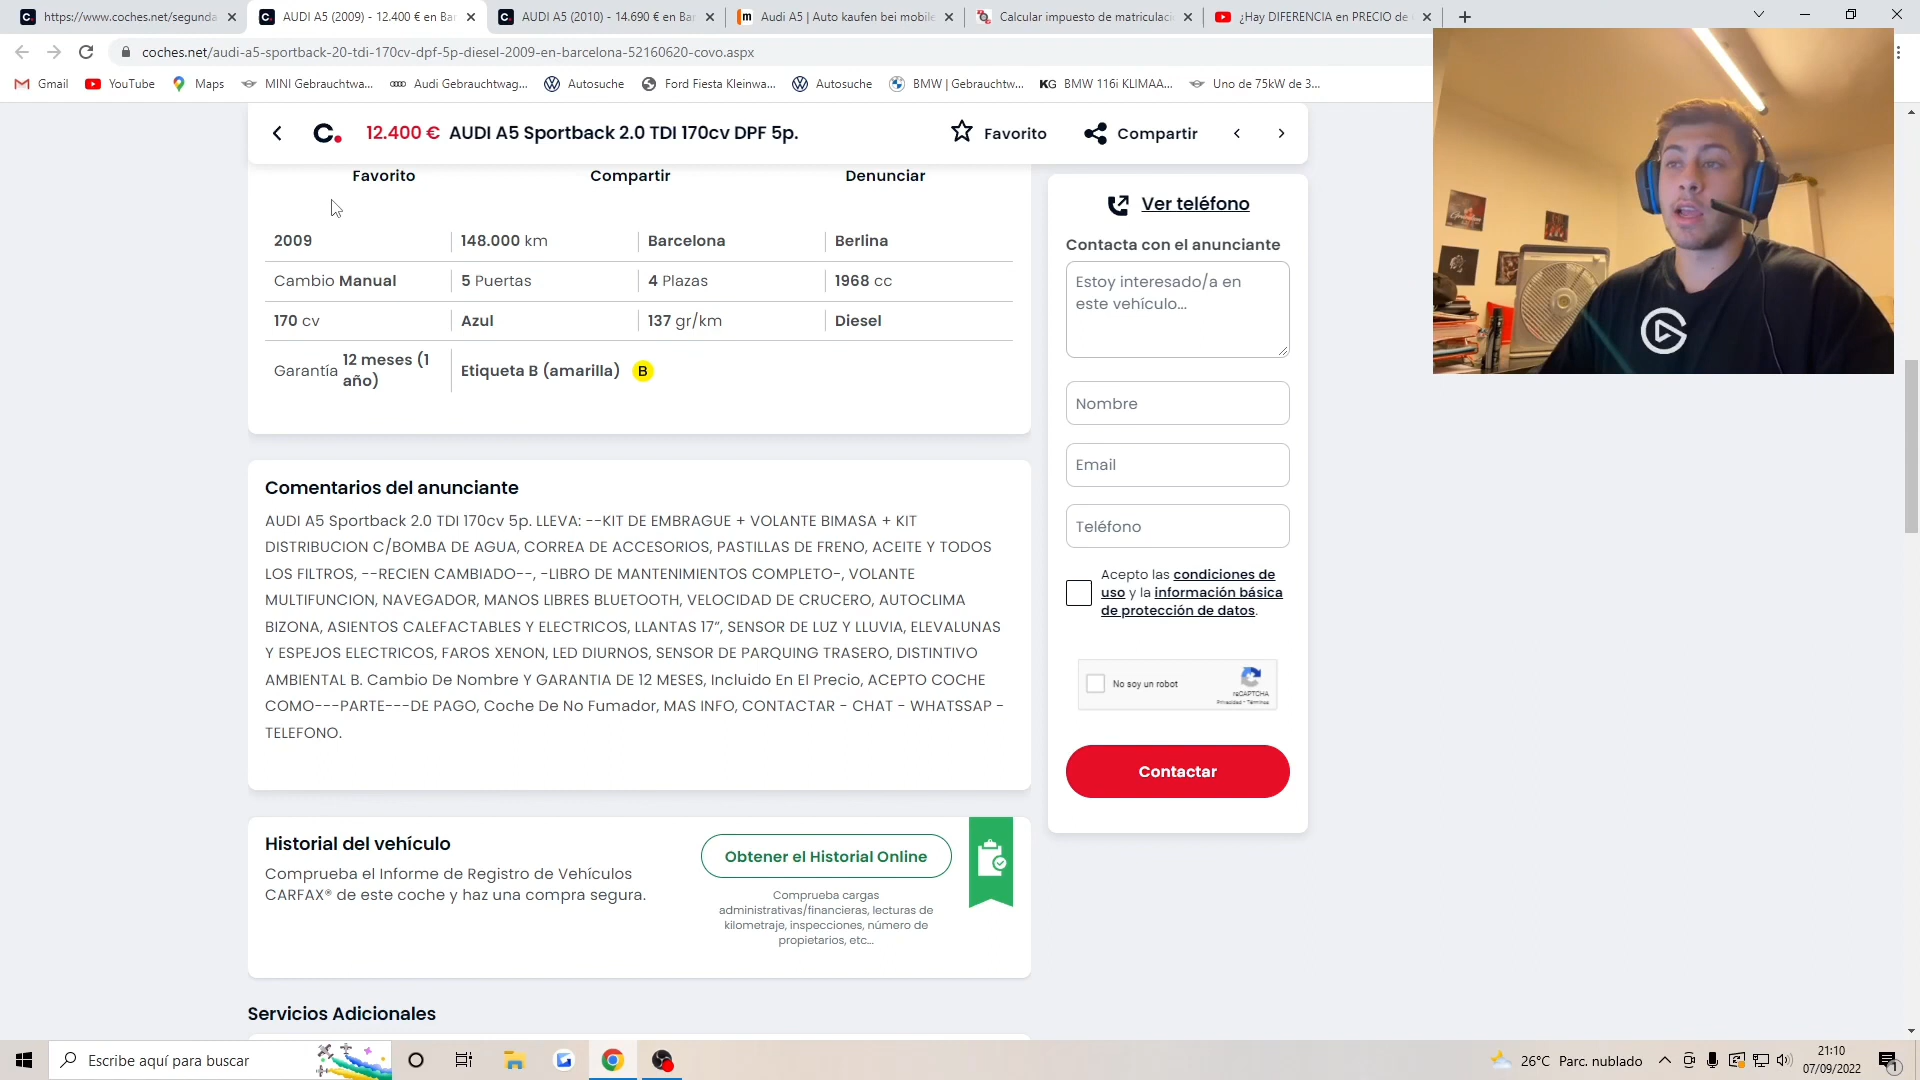 https://www.coches.net/segunda
AUDI A5 (2009) - 12.400 € en Bar
AUDI A5 (2010) - 14.690 € en Bar
Audi A5 | Auto kaufen bei mobile
Calcular impuesto de matriculaci
¿Hay DIFERENCIA en PRECIO de
coches.net/audi-a5-sportback-20-tdi-170cv-dpf-5p-diesel-2009-en-barcelona-52160620-covo.aspx
Gmail
YouTube
Maps
MINI Gebrauchtwa...
Audi Gebrauchtwag...
Autosuche
Ford Fiesta Kleinwa...
Autosuche
BMW | Gebrauchtw...
KG BMW 116i KLIMAA...
Uno de 75kW de 3...
C. 12.400 € AUDI A5 Sportback 2.0 TDI 170cv DPF 5p.
Favorito
Compartir
Favorito
Compartir
Denunciar
2009
148.000 km
Barcelona
Berlina
Cambio Manual
5 Puertas
4 Plazas
1968 cc
170 cv
Azul
137 gr/km
Diesel
Garantía 12 meses (1
año)
Etiqueta B (amarilla) B
Comentarios del anunciante
AUDI A5 Sportback 2.0 TDI 170cv 5p. LLEVA: --KIT DE EMBRAGUE + VOLANTE BIMASA + KIT
DISTRIBUCION C/BOMBA DE AGUA, CORREA DE ACCESORIOS, PASTILLAS DE FRENO, ACEITE Y TODOS
LOS FILTROS, --RECIEN CAMBIADO--, -LIBRO DE MANTENIMIENTOS COMPLETO-, VOLANTE
MULTIFUNCION, NAVEGADOR, MANOS LIBRES BLUETOOTH, VELOCIDAD DE CRUCERO, AUTOCLIMA
BIZONA, ASIENTOS CALEFACTABLES Y ELECTRICOS, LLANTAS 17”, SENSOR DE LUZ Y LLUVIA, ELEVALUNAS
Y ESPEJOS ELECTRICOS, FAROS XENON, LED DIURNOS, SENSOR DE PARQUING TRASERO, DISTINTIVO
AMBIENTAL B. Cambio De Nombre Y GARANTIA DE 12 MESES, Incluido En El Precio, ACEPTO COCHE
COMO---PARTE---DE PAGO, Coche De No Fumador, MAS INFO, CONTACTAR - CHAT - WHATSSAP -
TELEFONO.
Historial del vehículo
Comprueba el Informe de Registro de Vehículos
CARFAX® de este coche y haz una compra segura.
Obtener el Historial Online
Comprueba cargas
administrativas/financieras, lecturas de
kilometraje, inspecciones, número de
propietarios, etc...
Servicios Adicionales
Ver teléfono
Contacta con el anunciante
Estoy interesado/a en
este vehículo...
Nombre
Email
Teléfono
Acepto las condiciones de
uso y la información básica
de protección de datos.
No soy un robot
reCAPTCHA
Privacidad - Términos
Contactar
Escribe aquí para buscar
26°C Parc. nublado
21:10
07/09/2022
1